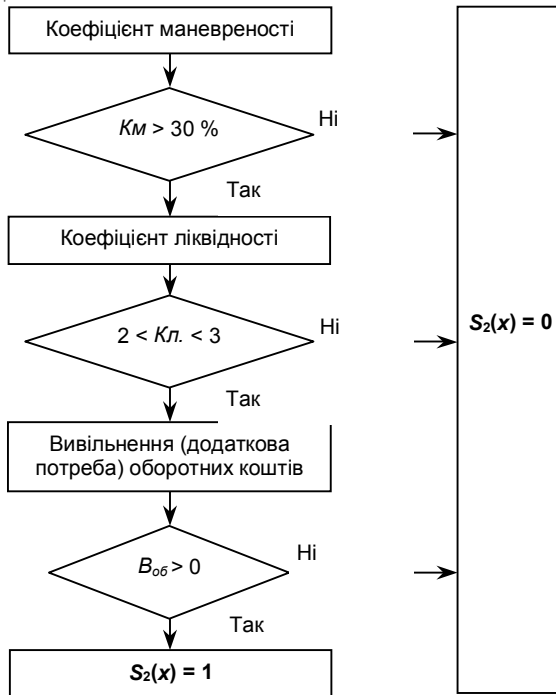 Коефіцієнт маневреності
Км > 30 %
Ні
Так
Коефіцієнт ліквідності
2 < Кл. < 3
Ні
S₂(x) = 0
Так
Вивільнення (додаткова
потреба) оборотних коштів
Ні
Bоб > 0
Так
S₂(x) = 1